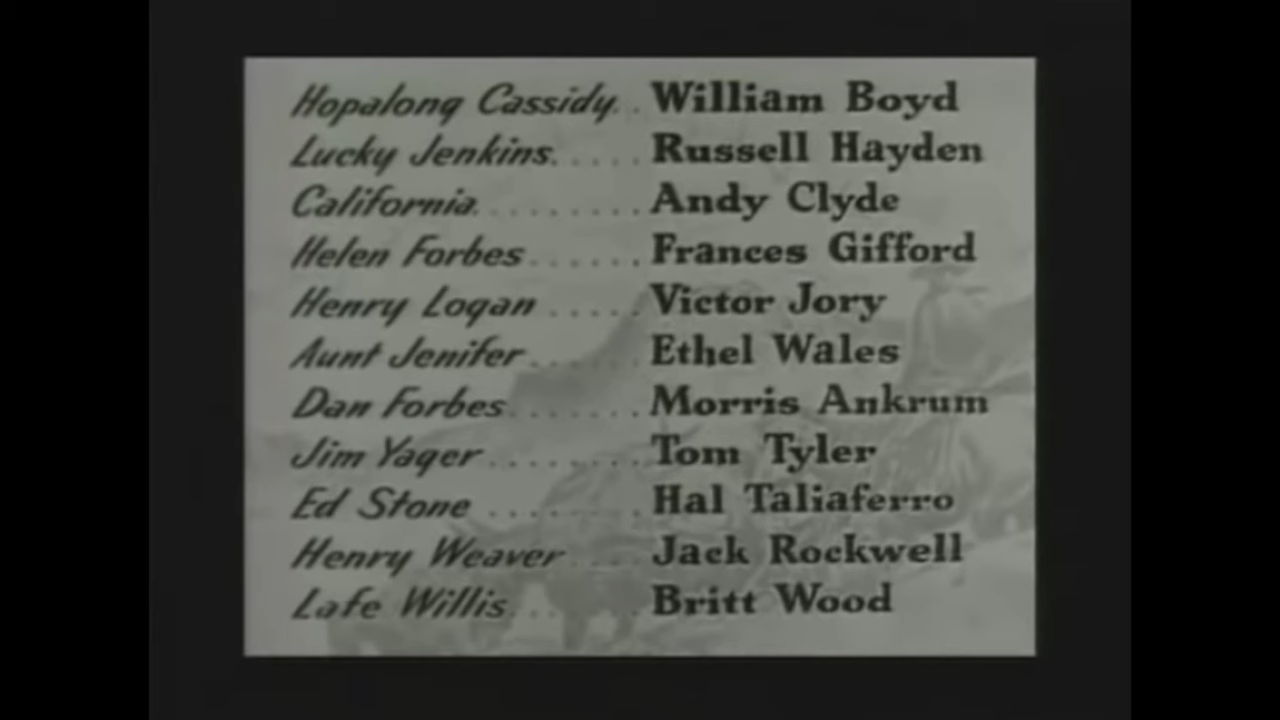 Hopalong Cassidy.. William Boyd
Lucky Jenkins..... Russell Hayden
California......... Andy Clyde
Helen Forbes...... Frances Gifford
Henry Logan..... Victor Jory
Aunt Jenifer...... Ethel Wales
Dan Forbes....... Morris Ankrum
Jim Yager........ Tom Tyler
Ed Stone ........ Hal Taliaferro
Henry Weaver .... Jack Rockwell
Lafe Willis...... Britt Wood